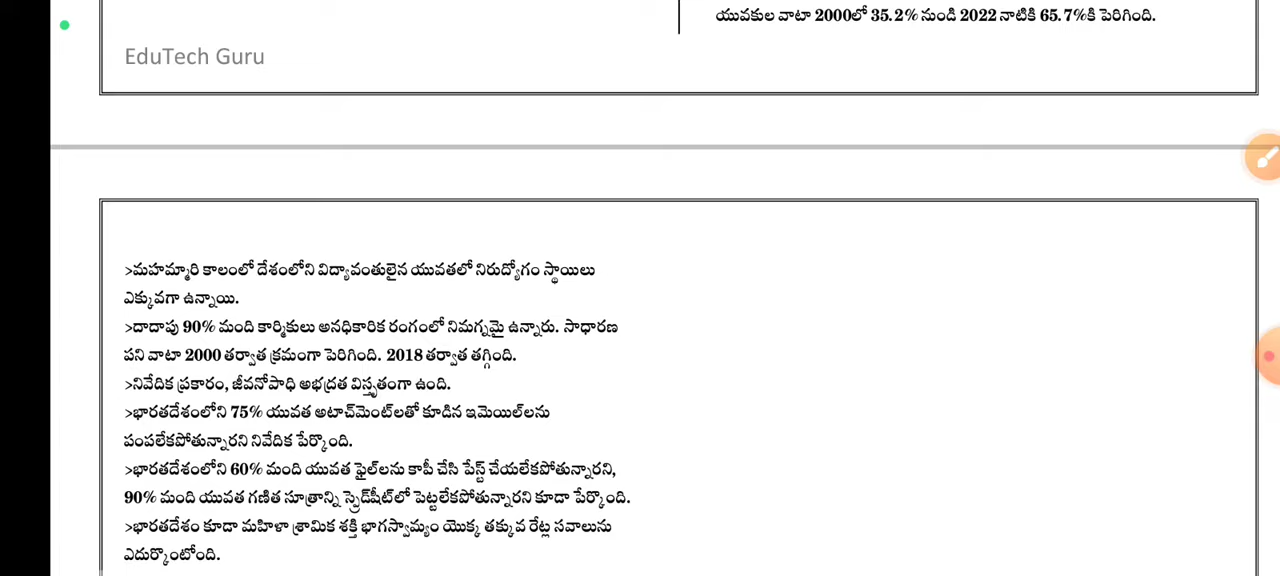 యువకుల వాటా 2000లో 35.2% నుండి 2022 నాటికి 65.7%కి పెరిగింది.
EduTech Guru
>మహమ్మారి కాలంలో దేశంలోని విద్యావంతులైన యువతలో నిరుద్యోగం స్థాయిలు
ఎక్కువగా ఉన్నాయి.
>దాదాపు 90% మంది కార్మికులు అనధికారిక రంగంలో నిమగ్నమై ఉన్నారు. సాధారణ
పని వాటా 2000 తర్వాత క్రమంగా పెరిగింది. 2018 తర్వాత తగ్గింది.
>నివేదిక ప్రకారం, జీవనోపాధి అభద్రత విస్తృతంగా ఉంది.
>భారతదేశంలోని 75% యువత అటాచ్‌మెంట్‌లతో కూడిన ఇమెయిల్‌లను
పంపలేకపోతున్నారని నివేదిక పేర్కొంది.
>భారతదేశంలోని 60% మంది యువత ఫైల్‌లను కాపీ చేసి పేస్ట్ చేయలేకపోతున్నారని,
90% మంది యువత గణిత సూత్రాన్ని స్ప్రెడ్‌షీట్‌లో పెట్టలేకపోతున్నారని కూడా పేర్కొంది.
>భారతదేశం కూడా మహిళా శ్రామిక శక్తి భాగస్వామ్యం యొక్క తక్కువ రేట్ల సవాలును
ఎదుర్కొంటోంది.